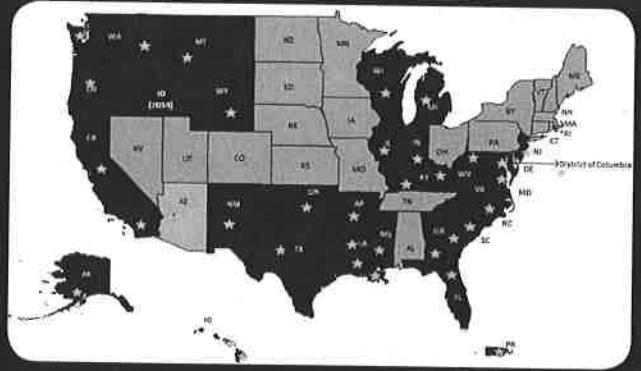 WA
MT
ND
MN
ID
(2014)
WY
SD
WI
MI
ME
VT
NH
NY
MA
RI
CT
CA
NV
UT
CO
NE
IA
KS
MO
IL
IN
OH
PA
NJ
DE
District of Columbia
MD
KY
WV
VA
NC
AZ
NM
OK
AR
TN
SC
TX
LA
MS
AL
GA
FL
AK
HI
PR